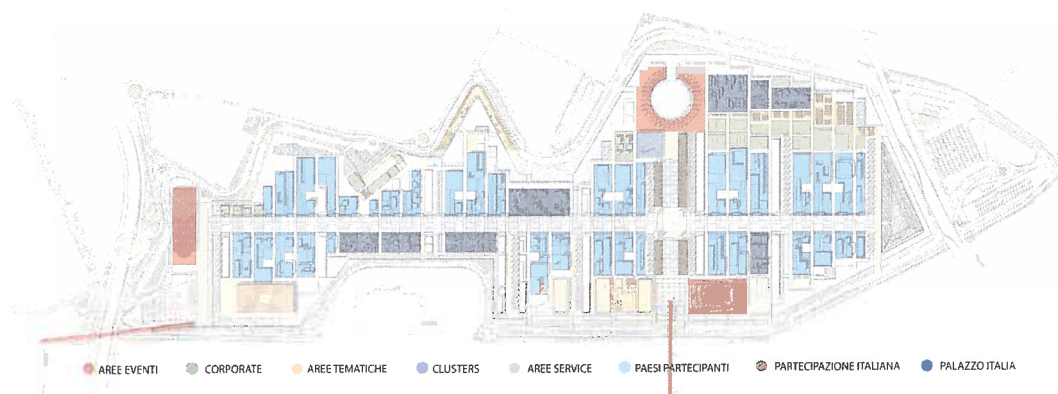 AREE EVENTI
CORPORATE
AREE TEMATICHE
CLUSTERS
AREE SERVICE
PAESI PARTECIPANTI
PARTECIPAZIONE ITALIANA
PALAZZO ITALIA